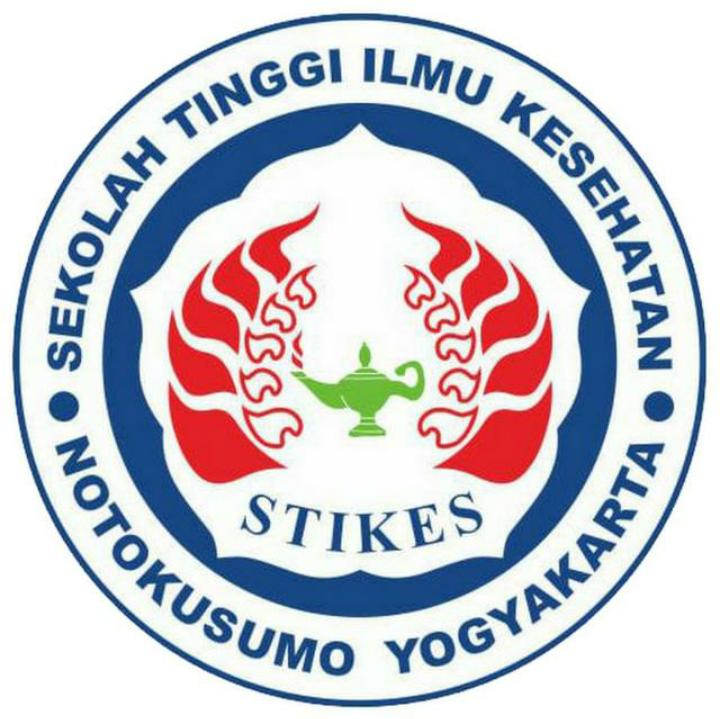 SEKOLAH TINGGI ILMU KESEHATAN
STIKES
NOTOKUSUMO YOGYAKARTA